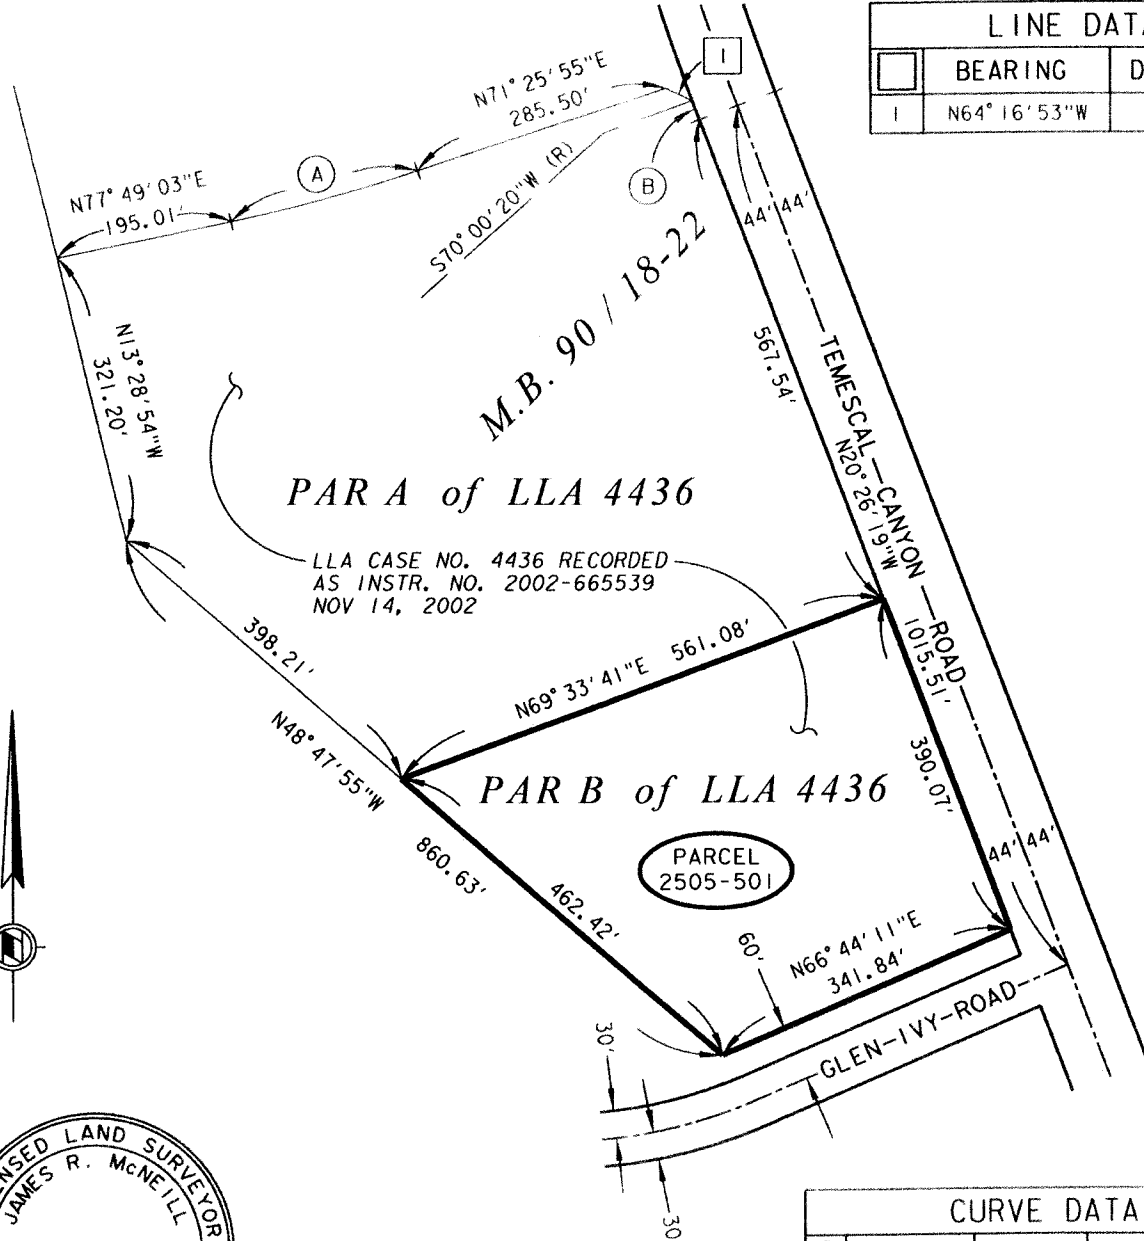 LINE DATA
BEARING D
1 N64°16'53"W
1
N71°25'55"E
285.50'
A
N77°49'03"E
195.01'
S70°00'20"W (R)
B
44' 44'
M.B. 90 / 18-22
567.54'
N13°28'54"W
321.20'
TEMESCAL CANYON ROAD
N20°26'19"W
1015.51'
PAR A of LLA 4436
LLA CASE NO. 4436 RECORDED
AS INSTR. NO. 2002-665539
NOV 14, 2002
398.21'
N69°33'41"E 561.08'
N48°47'55"W
860.63'
PAR B of LLA 4436
390.07'
PARCEL
2505-501
44' 44'
462.42'
60'
N66°44'11"E
341.84'
30'
GLEN-IVY-ROAD
30
ENSED LAND SURVEYOR
JAMES R. McNEILL
CURVE DATA